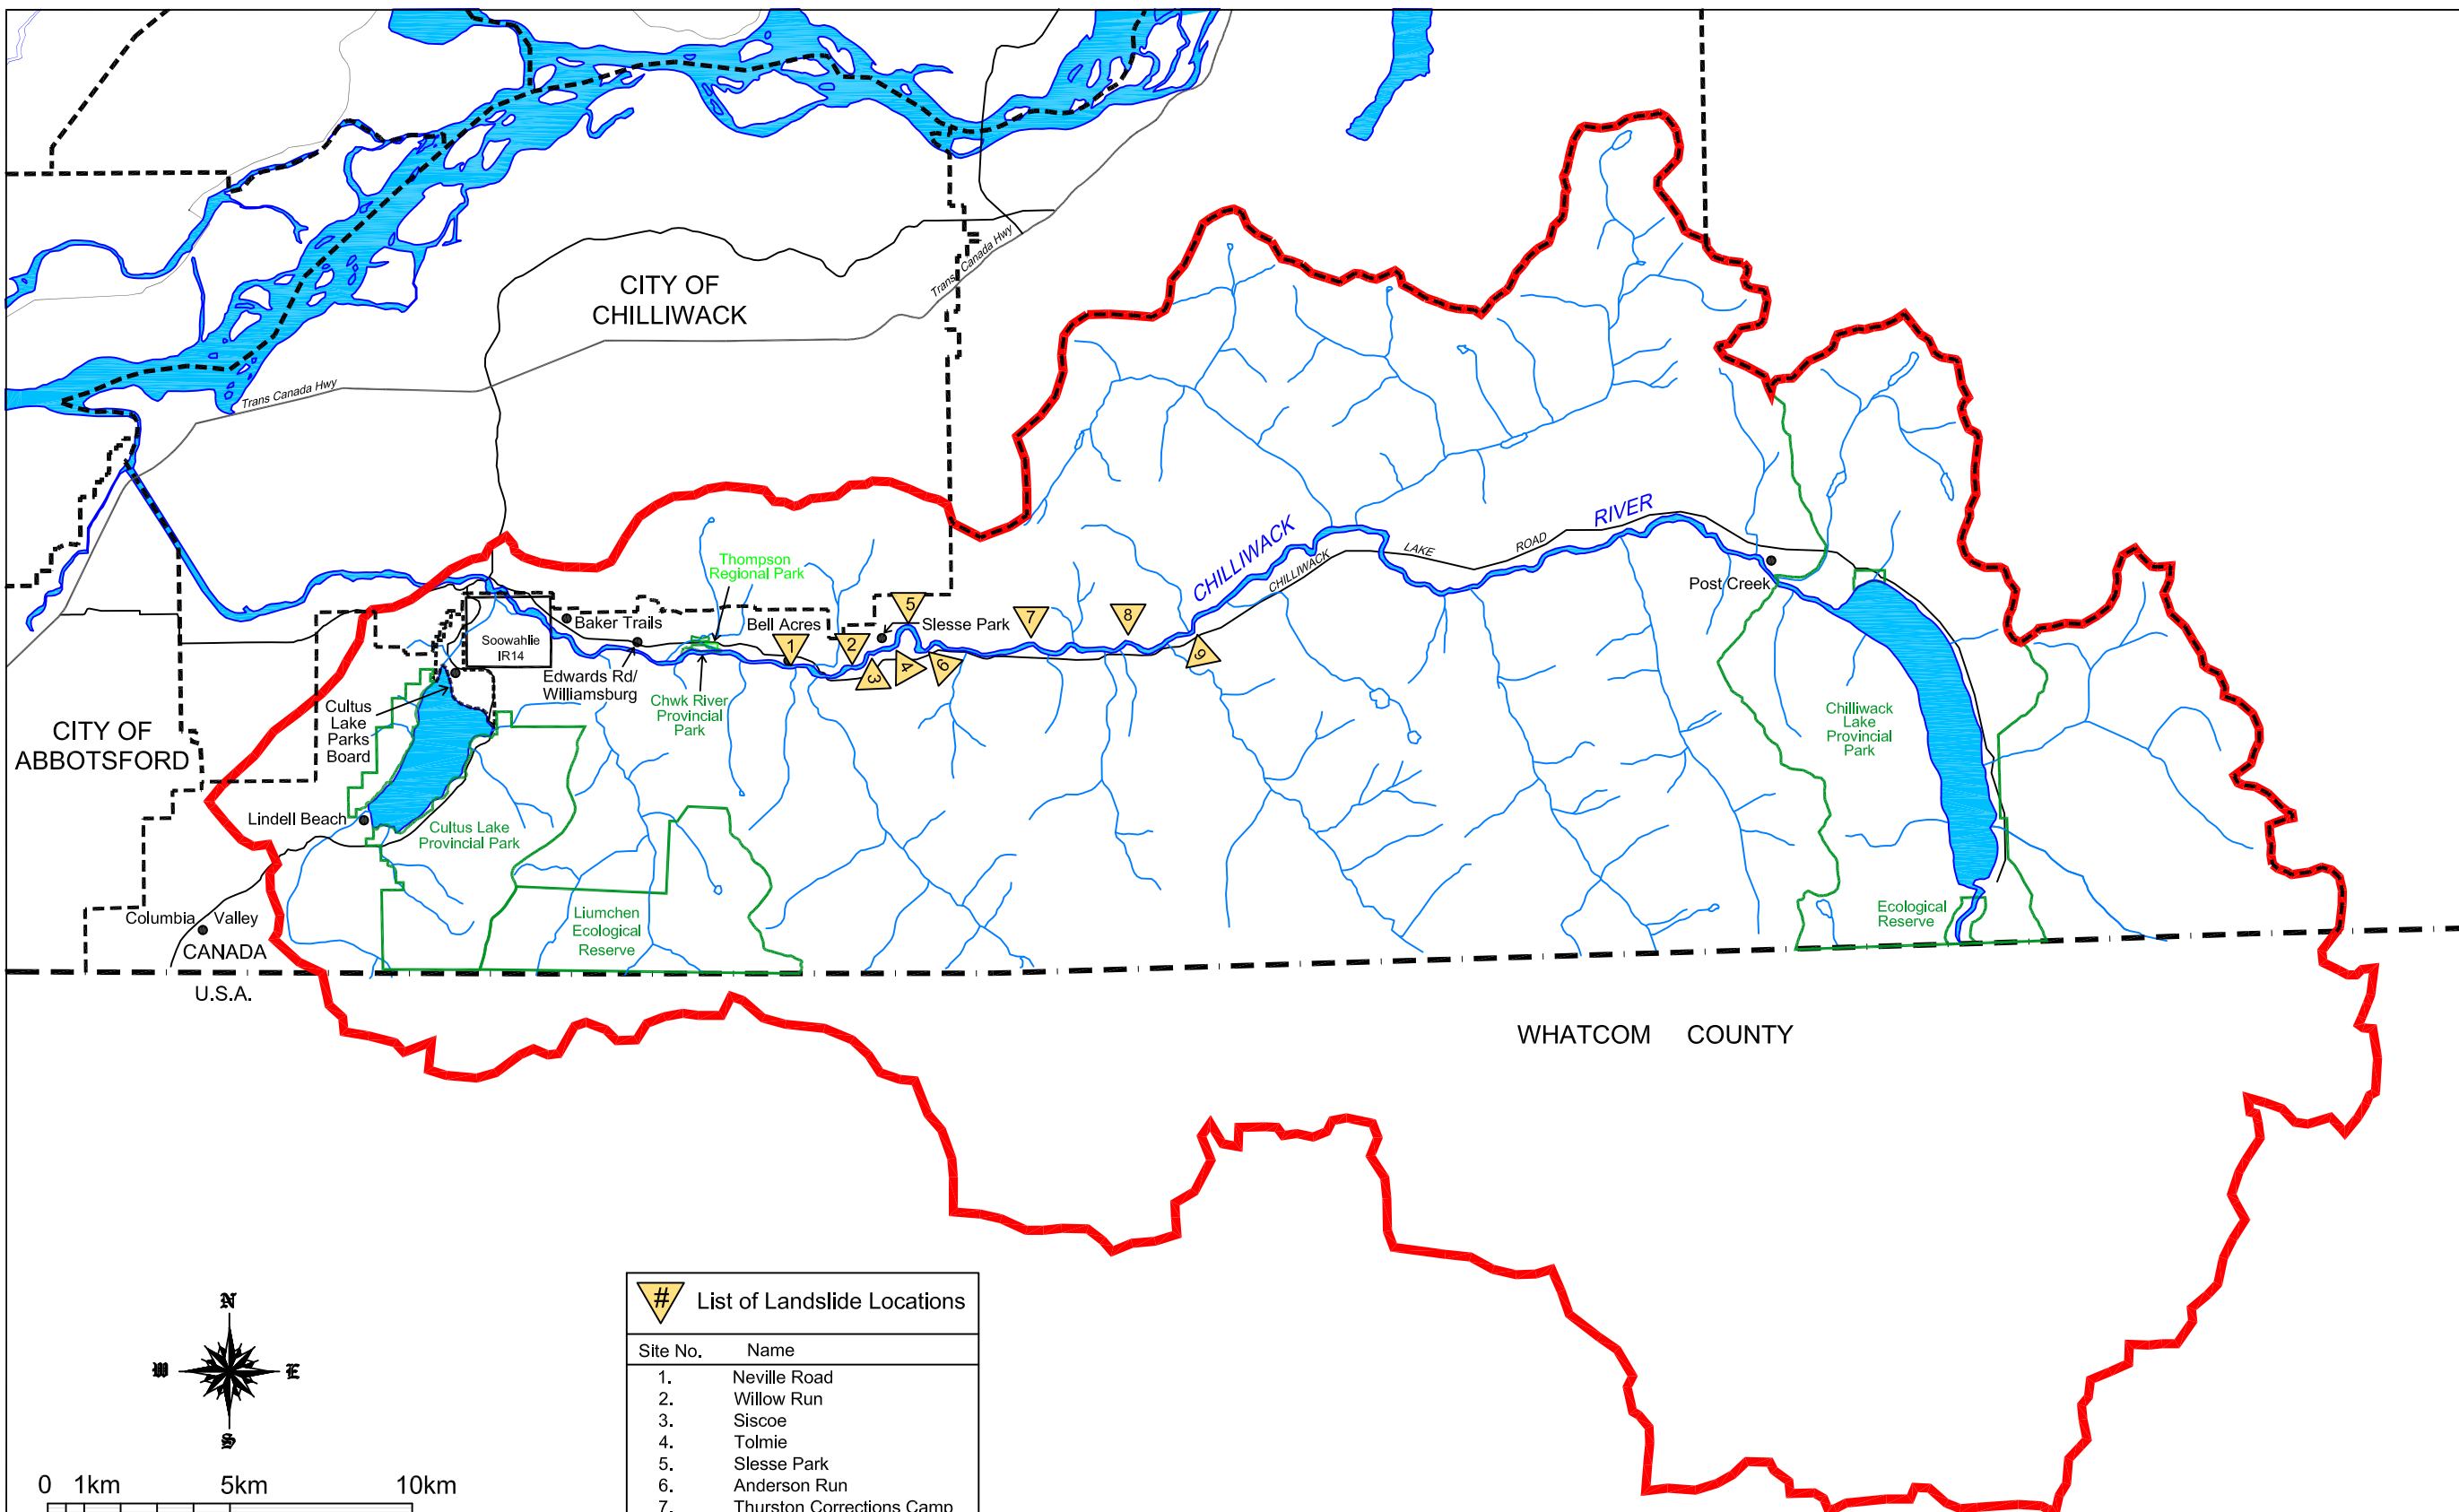 CITY OF
CHILLIWACK
Trans Canada Hwy
Trans Canada Hwy
CHILLIWACK
RIVER
CHILLIWACK
LAKE
ROAD
Thompson
Regional Park
Post Creek
Baker Trails
Bell Acres
Slesse Park
Soowahlie
IR14
Edwards Rd/
Williamsburg
Chwk River
Provincial
Park
1
2
3
4
5
6
7
8
9
Cultus
Lake
Parks
Board
CITY OF
ABBOTSFORD
Chilliwack
Lake
Provincial
Park
Lindell Beach
Cultus Lake
Provincial Park
Liumchen
Ecological
Reserve
Ecological
Reserve
Columbia Valley
CANADA
U.S.A.
WHATCOM COUNTY
N
W
E
S
0 1km 5km 10km
# List of Landslide Locations
Site No. Name
1. Neville Road
2. Willow Run
3. Siscoe
4. Tolmie
5. Slesse Park
6. Anderson Run
7. Thurston Corrections Camp